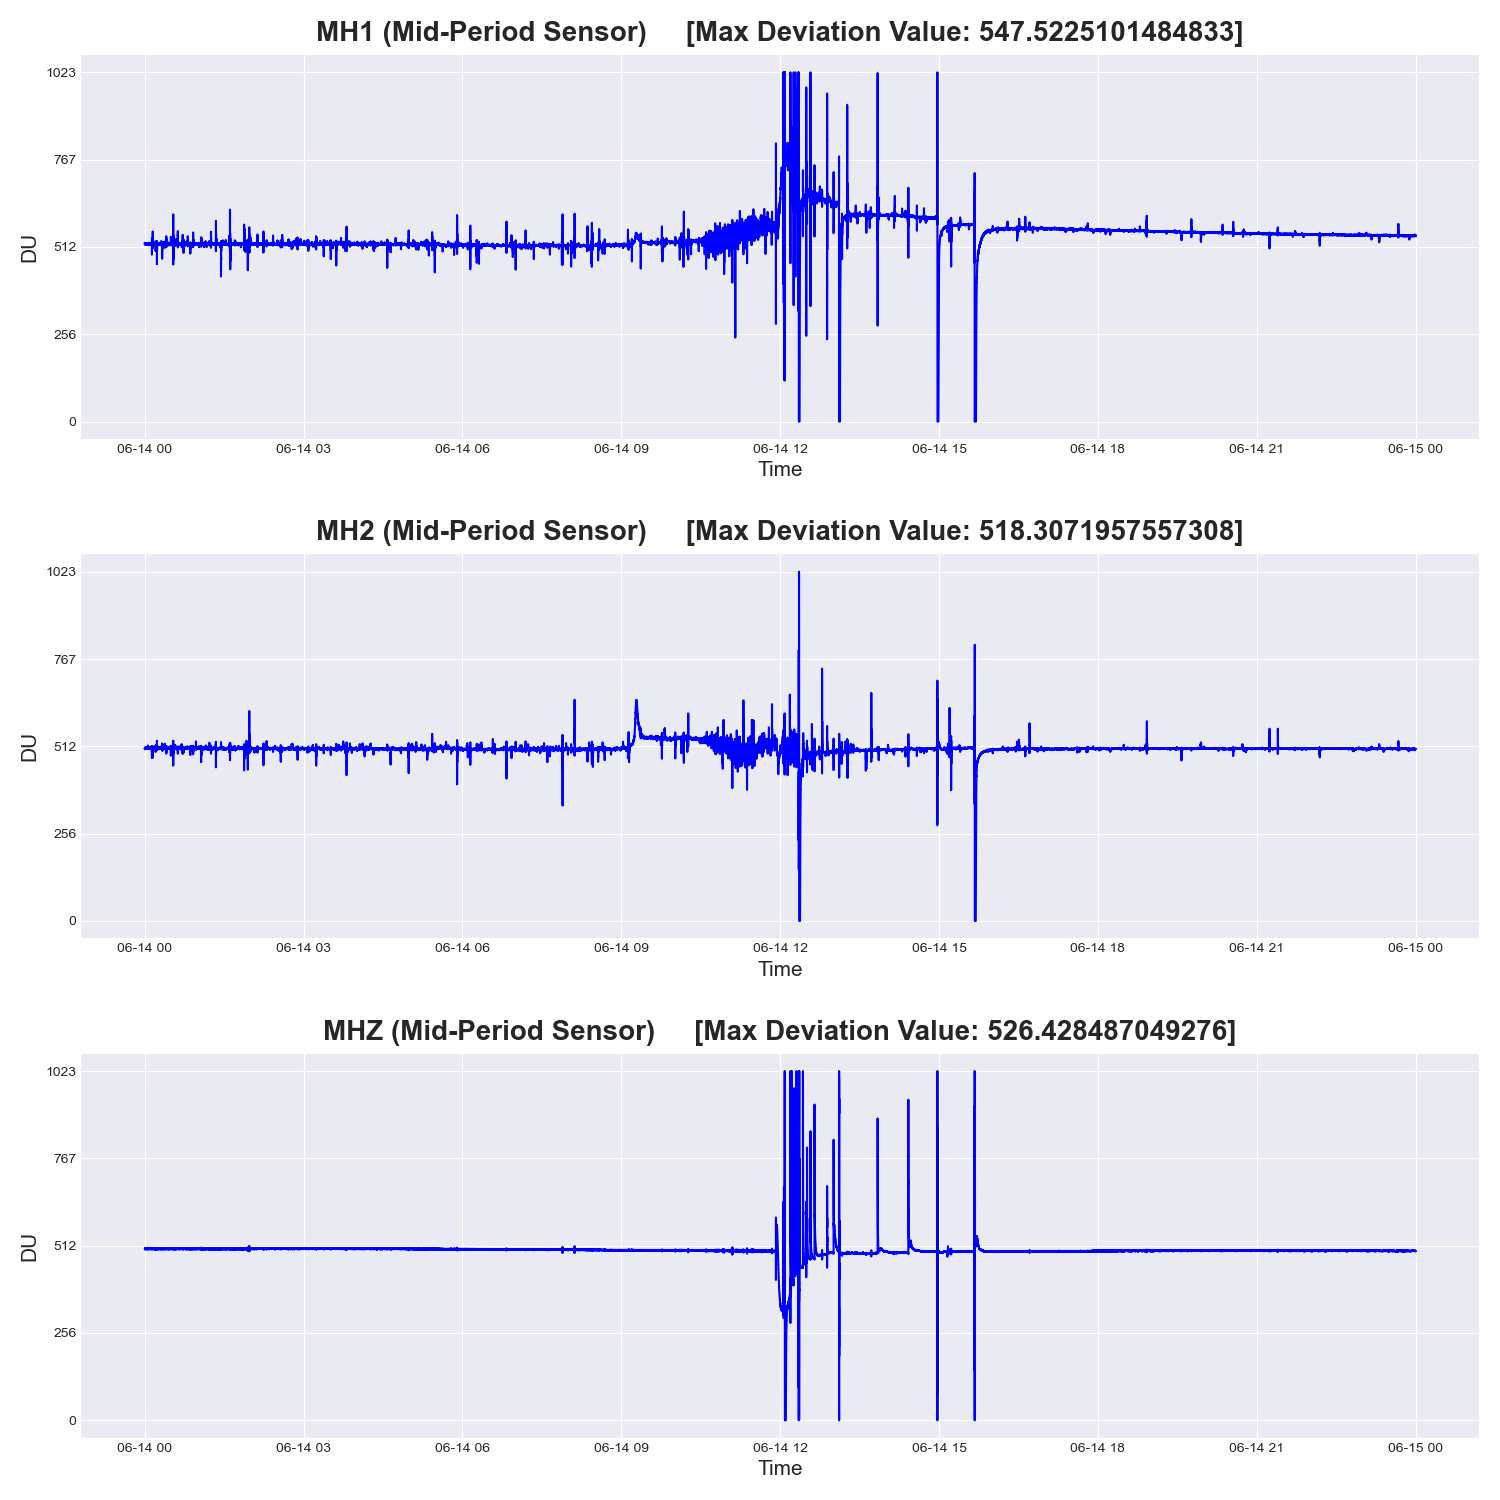 MH1 (Mid-Period Sensor) [Max Deviation Value: 547.5225101484833]
1023
767
512
256
0
DU
06-14 00 06-14 03 06-14 06 06-14 09 06-14 12 06-14 15 06-14 18 06-14 21 06-15 00
Time
MH2 (Mid-Period Sensor) [Max Deviation Value: 518.3071957557308]
1023
767
512
256
0
DU
06-14 00 06-14 03 06-14 06 06-14 09 06-14 12 06-14 15 06-14 18 06-14 21 06-15 00
Time
MHZ (Mid-Period Sensor) [Max Deviation Value: 526.428487049276]
1023
767
512
256
0
DU
06-14 00 06-14 03 06-14 06 06-14 09 06-14 12 06-14 15 06-14 18 06-14 21 06-15 00
Time